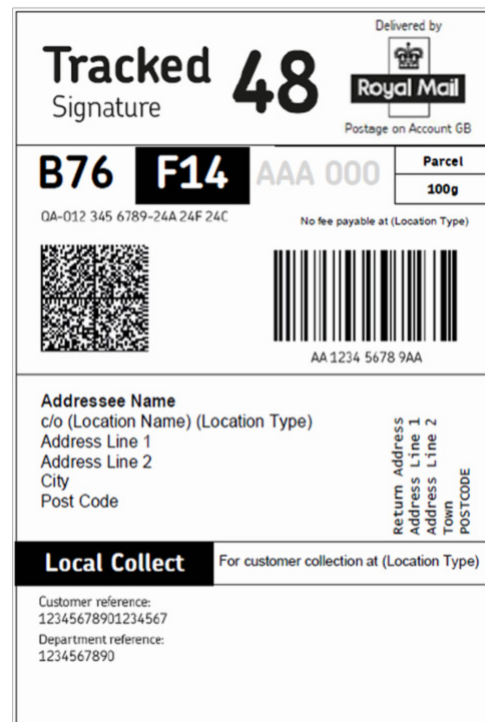 Delivered by
Tracked 48
Signature
Royal Mail
Postage on Account GB
B76 F14 AAA 000
Parcel
100g
0A-012 345 6789-24A 24F 24C
No fee payable at (Location Type)
AA 1234 5678 9AA
Addressee Name
c/o (Location Name) (Location Type)
Address Line 1
Address Line 2
City
Post Code
Return Address
Address Line 1
Address Line 2
Town
POSTCODE
Local Collect
For customer collection at (Location Type)
Customer reference:
12345678901234567
Department reference:
1234567890